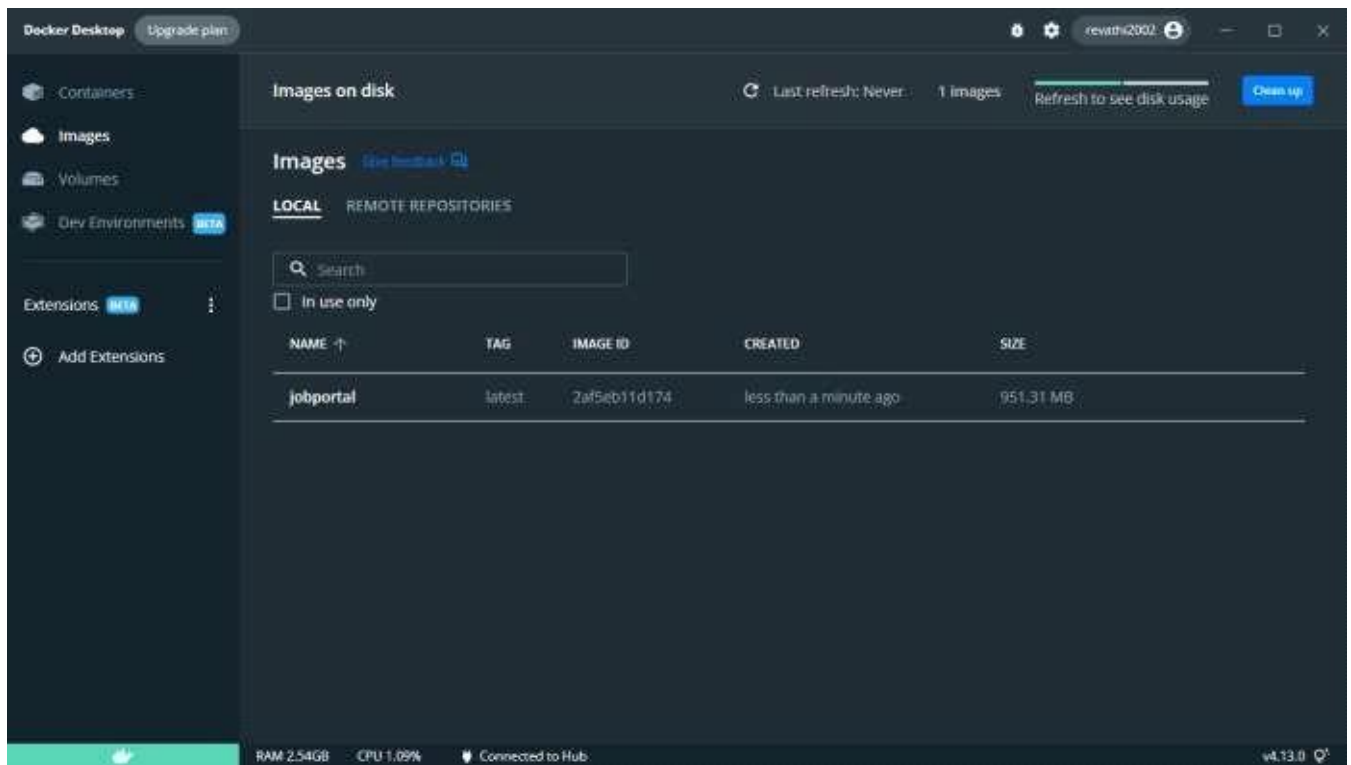 Docker Desktop Upgrade plan revathi2002
Containers
Images
Volumes
Dev Environments BETA
Extensions BETA
Add Extensions
Images on disk Last refresh: Never 1 images Refresh to see disk usage Clean up
Images Give feedback
LOCAL REMOTE REPOSITORIES
Search
In use only
NAME TAG IMAGE ID CREATED SIZE
jobportal latest 2af5eb11d174 less than a minute ago 951.31 MB
RAM 2.54GB CPU 1.09% Connected to Hub v4.13.0